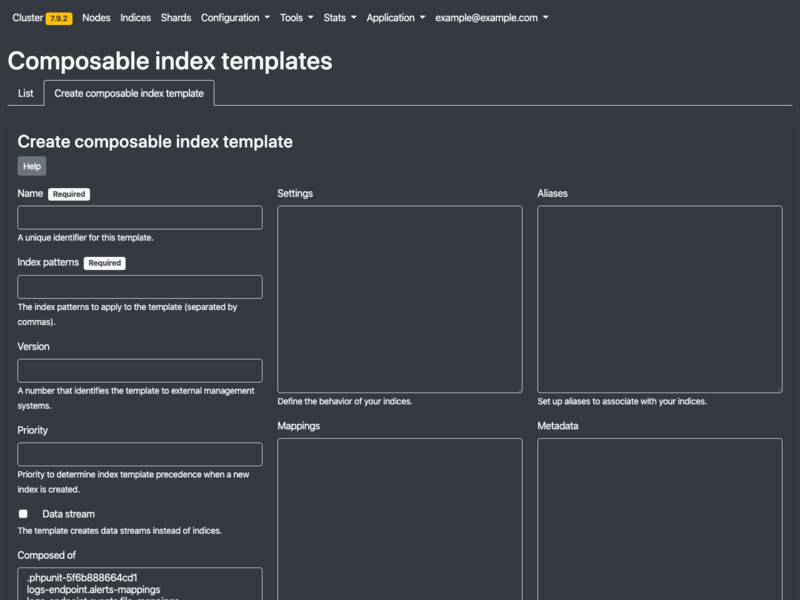 Cluster 7.9.2 Nodes Indices Shards Configuration Tools Stats Application example@example.com
Composable index templates
List Create composable index template
Create composable index template
Help
Name Required
A unique identifier for this template.
Index patterns Required
The index patterns to apply to the template (separated by
commas).
Version
A number that identifies the template to external management
systems.
Priority
Priority to determine index template precedence when a new
index is created.
Data stream
The template creates data streams instead of indices.
Composed of
.phpunit-5f6b888664cd1
logs-endpoint.alerts-mappings
logs-endpoint.events.file-mappings
Settings
Define the behavior of your indices.
Mappings
Aliases
Set up aliases to associate with your indices.
Metadata